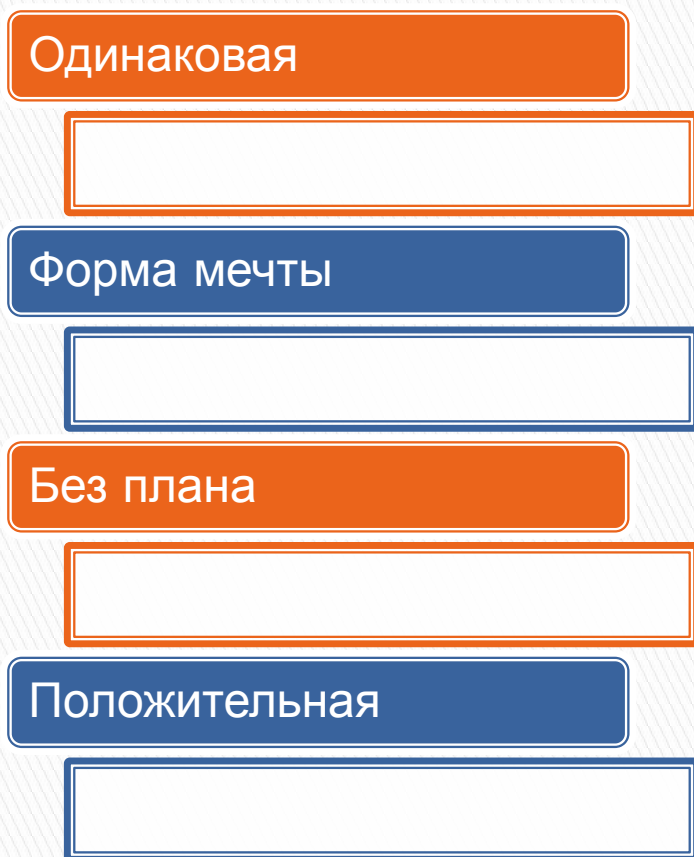 Одинаковая
Форма мечты
Без плана
Положительная